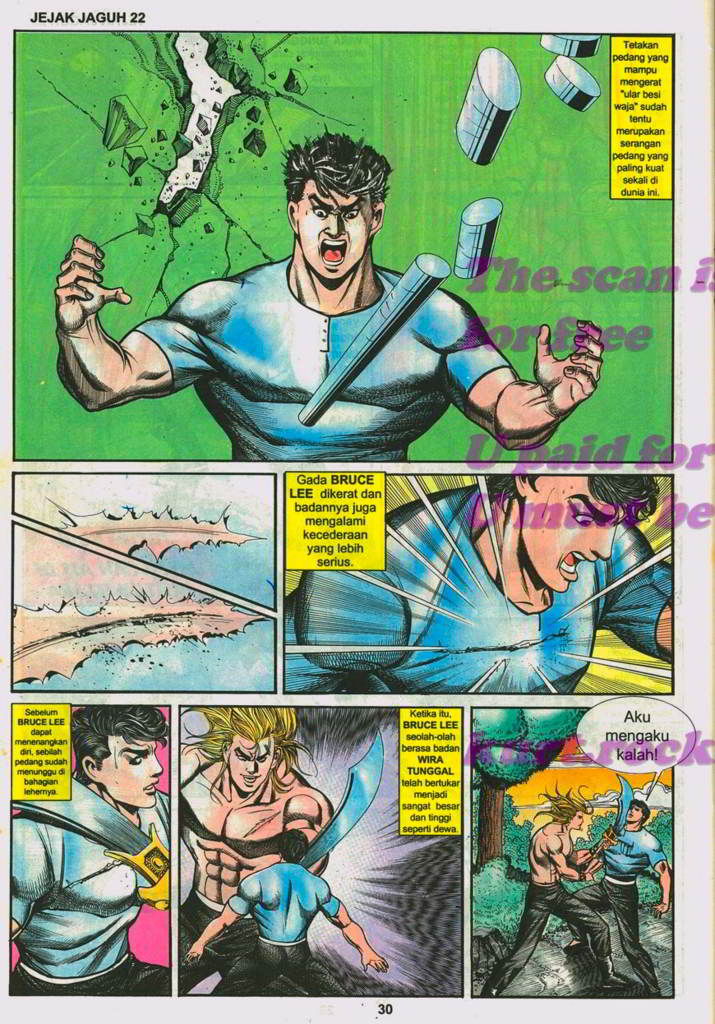 JEJAK JAGUH 22
Tetakan
pedang yang
mampu
mengerat
"ular besi
waja" sudah
tentu
merupakan
serangan
pedang yang
paling kuat
sekali di
dunia ini.
The scan i
for free
U paid for
U must be
Gada BRUCE
LEE dikerat dan
badannya juga
mengalami
kecederaan
yang lebih
serius.
Sebelum
BRUCE LEE
dapat
menenangkan
diri, sebilah
pedang sudah
menunggu di
bahagian
lehernya.
Ketika itu,
BRUCE LEE
seolah-olah
berasa badan
WIRA
TUNGGAL
telah bertukar
menjadi
sangat besar
dan tinggi
seperti dewa.
Aku
mengaku
kalah!
30